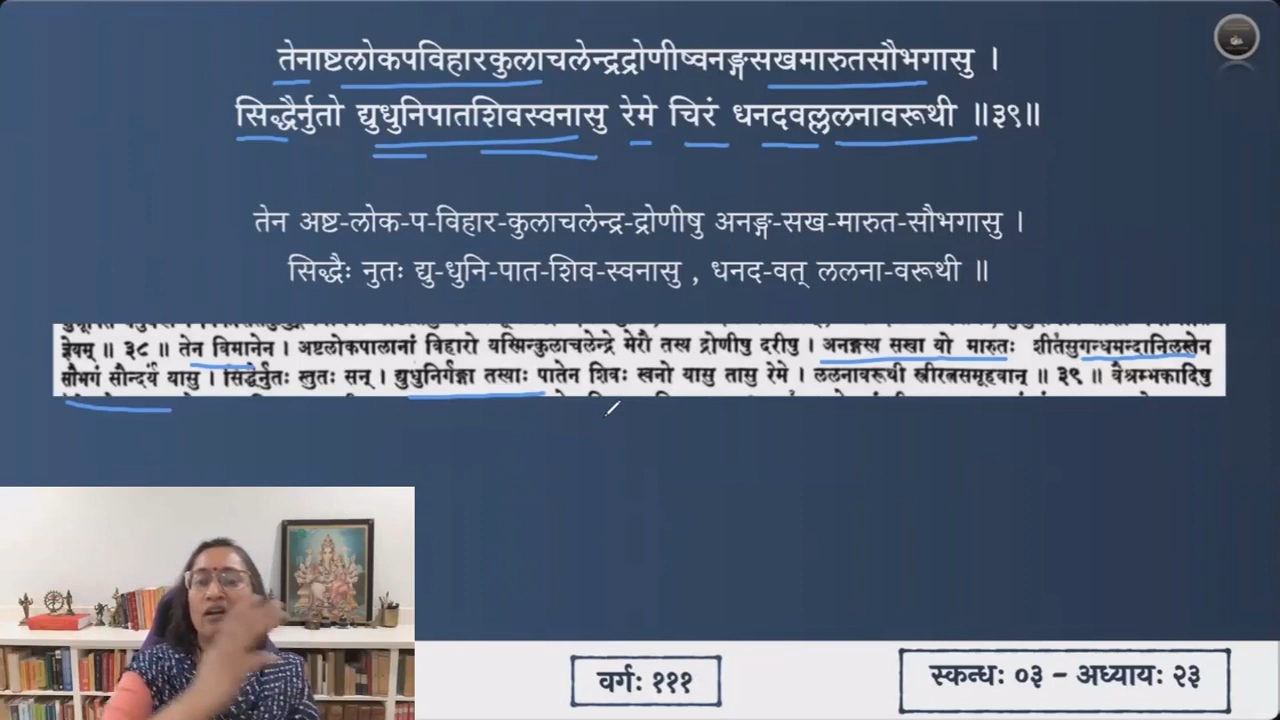 तेनाष्टलोकपविहारकुलाचलेन्द्रद्रोणीष्वनङ्गसखमारुतसौभगासु ।
सिद्धैर्नुतो द्युधुनिपातशिवस्वनासु रेमे चिरं धनदवल्ललनावरूथी ॥३९॥
तेन अष्ट-लोक-प-विहार-कुलाचलेन्द्र-द्रोणीषु अनङ्ग-सख-मारुत-सौभगासु ।
सिद्धैः नुतः द्यु-धुनि-पात-शिव-स्वनासु , धनद-वत् ललना-वरूथी ॥
ज्ञेयम् ॥ ३८ ॥ तेन विमानेन । अष्टलोकपालानां विहारो यस्मिन्कुलाचलेन्द्रे मेरौ तस्य द्रोणीषु दरीषु । अनङ्गस्य सखा यो मारुतः शीतसुगन्धमन्दानिलस्तेन
सौभगं सौन्दर्यं यासु । सिद्धैर्नुतः स्तुतः सन् । द्युधुनिर्गङ्गा तस्याः पातेन शिवः स्वनो यासु तासु रेमे । ललनावरूथी स्त्रीरत्नसमूहवान् ॥ ३९ ॥ वैश्रम्भकादिषु
वर्गः १११
स्कन्धः ०३ - अध्यायः २३